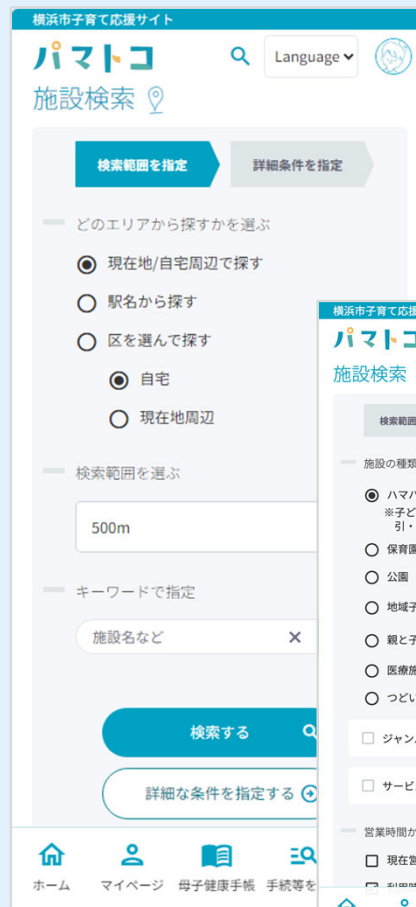 横浜市子育て応援サイト
パマトコ
Language
施設検索
検索範囲を指定
詳細条件を指定
どのエリアから探すかを選ぶ
現在地/自宅周辺で探す
駅名から探す
区を選んで探す
自宅
現在地周辺
検索範囲を選ぶ
500m
キーワードで指定
施設名など
検索する
詳細な条件を指定する
ホーム
マイページ
母子健康手帳
手続等を
横浜市子育て応援
パマトコ
施設検索
検索範囲
施設の種類
ハマハ
※子ど
引・
保育園
公園
地域子
親と子
医療施
つどい
ジャン
サービ
営業時間か
現在営